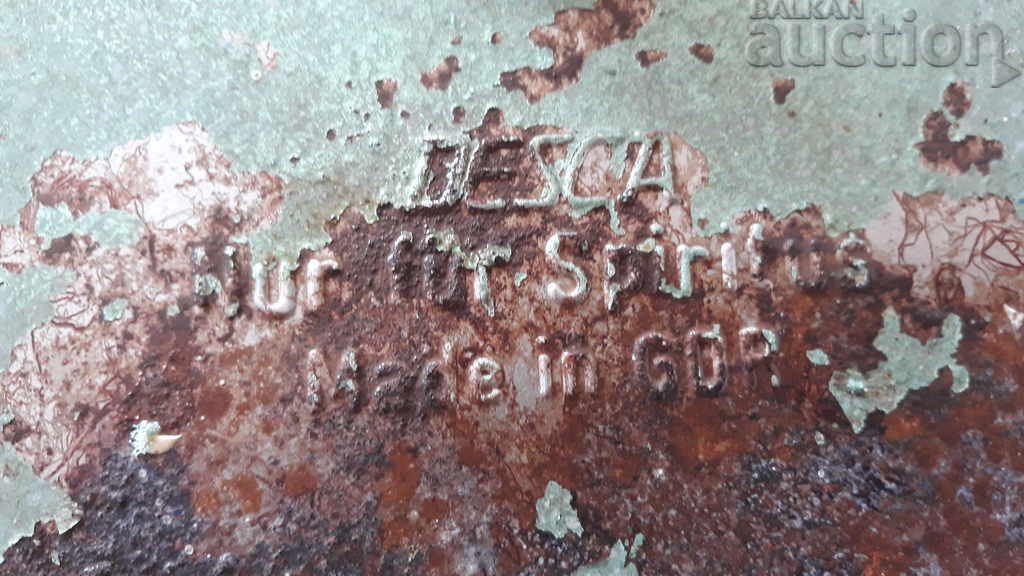 BALKAN
auction
DESCA
Nur für Spiritus
Made in GDR